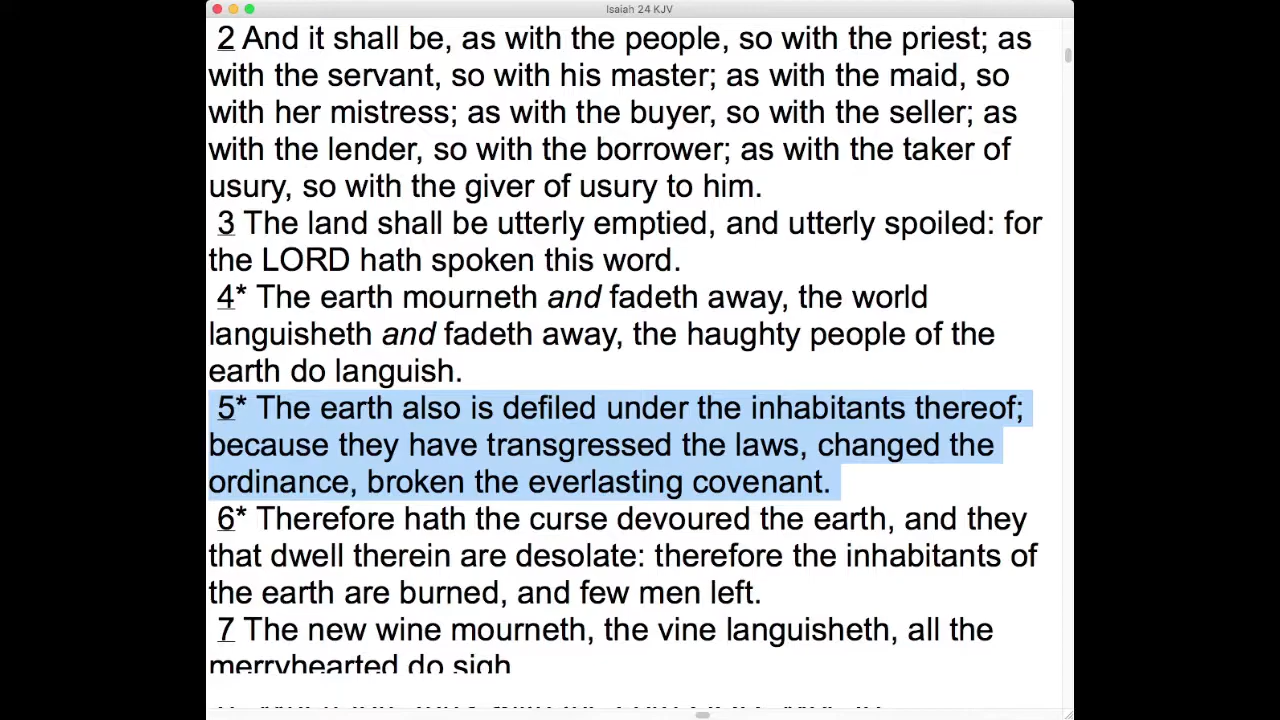 Isaiah 24 KJV
2 And it shall be, as with the people, so with the priest; as
with the servant, so with his master; as with the maid, so
with her mistress; as with the buyer, so with the seller; as
with the lender, so with the borrower; as with the taker of
usury, so with the giver of usury to him.
3 The land shall be utterly emptied, and utterly spoiled: for
the LORD hath spoken this word.
4* The earth mourneth and fadeth away, the world
languisheth and fadeth away, the haughty people of the
earth do languish.
5* The earth also is defiled under the inhabitants thereof;
because they have transgressed the laws, changed the
ordinance, broken the everlasting covenant.
6* Therefore hath the curse devoured the earth, and they
that dwell therein are desolate: therefore the inhabitants of
the earth are burned, and few men left.
7 The new wine mourneth, the vine languisheth, all the
merryhearted do sigh